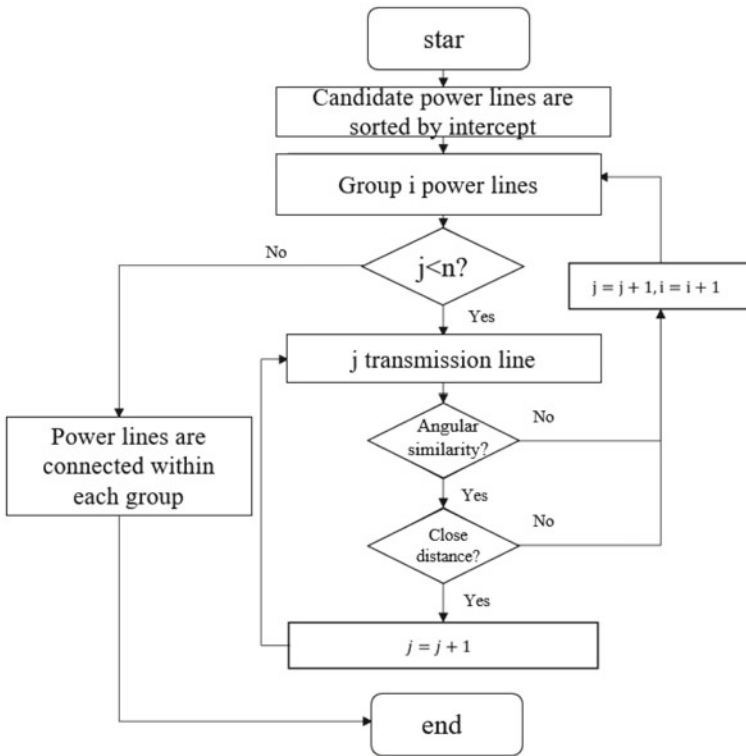 star
Candidate power lines are
sorted by intercept
Group i power lines
No
j<n?
j = j + 1, i = i + 1
Yes
j transmission line
Power lines are
connected within
each group
Angular
similarity?
No
Yes
Close
distance?
No
Yes
j = j + 1
end